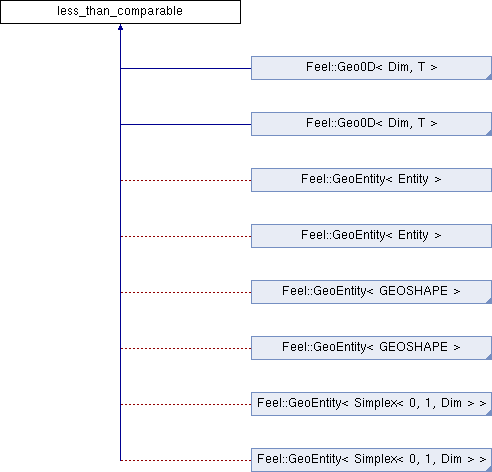 less_than_comparable
Feel::Geo0D< Dim, T >
Feel::Geo0D< Dim, T >
Feel::GeoEntity< Entity >
Feel::GeoEntity< Entity >
Feel::GeoEntity< GEOSHAPE >
Feel::GeoEntity< GEOSHAPE >
Feel::GeoEntity< Simplex< 0, 1, Dim > >
Feel::GeoEntity< Simplex< 0, 1, Dim > >